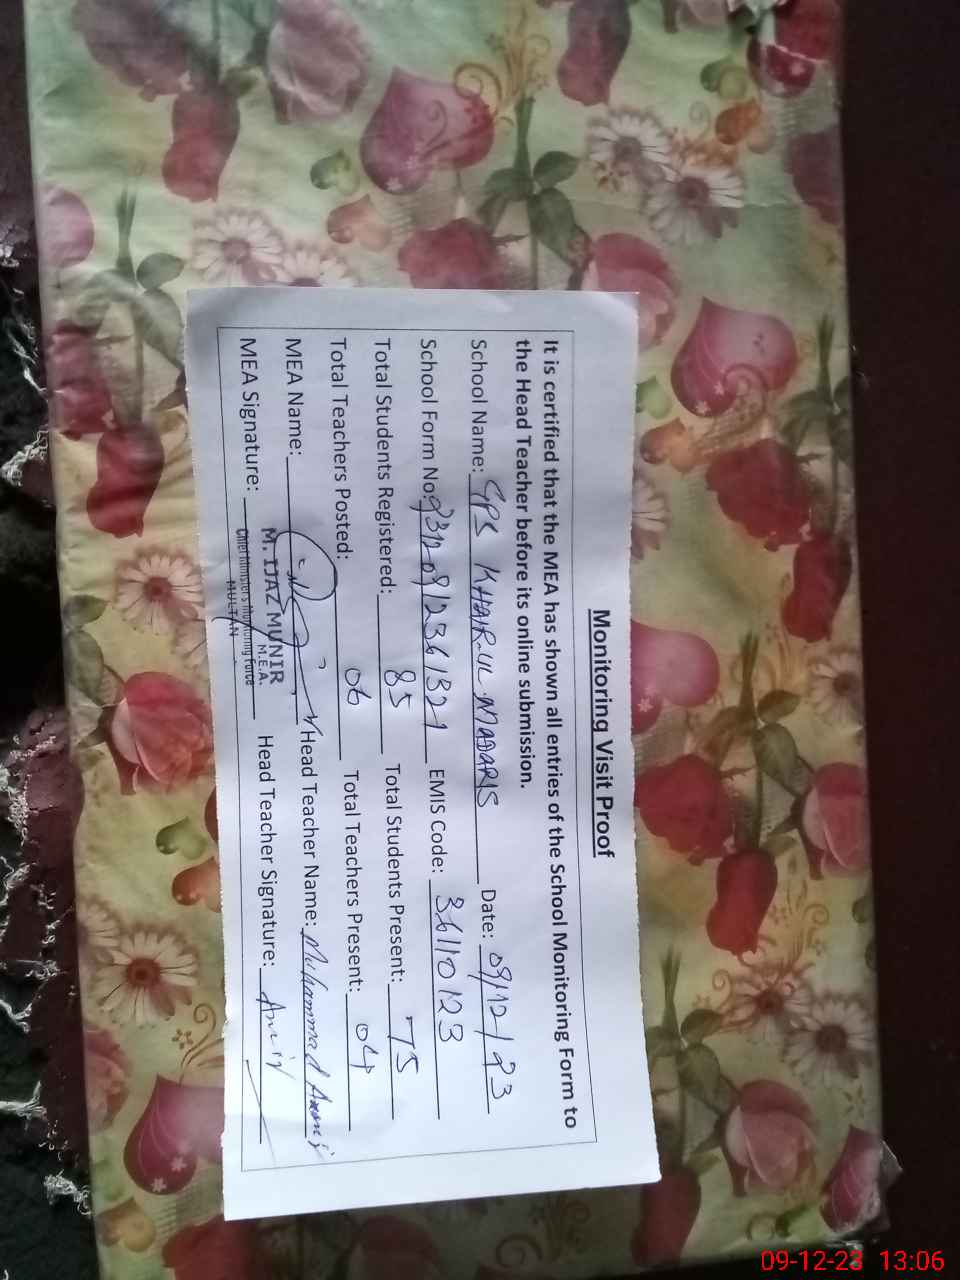 Monitoring Visit Proof
It is certified that the MEA has shown all entries of the School Monitoring Form to
the Head Teacher before its online submission.
School Name: GPS KHAIR.UL.MADARIS Date: 09/12/23
School Form No: EMIS Code: 3611023
Total Students Registered: 85 Total Students Present: 75
Total Teachers Posted: 06 Total Teachers Present: 04
MEA Name: Head Teacher Name: Muhammad
MEA Signature: Head Teacher Signature:
M. IJAZ MUNIR
M.E.A.
Chief Minister's Monitoring Force
MULTAN
09-12-23 13:06